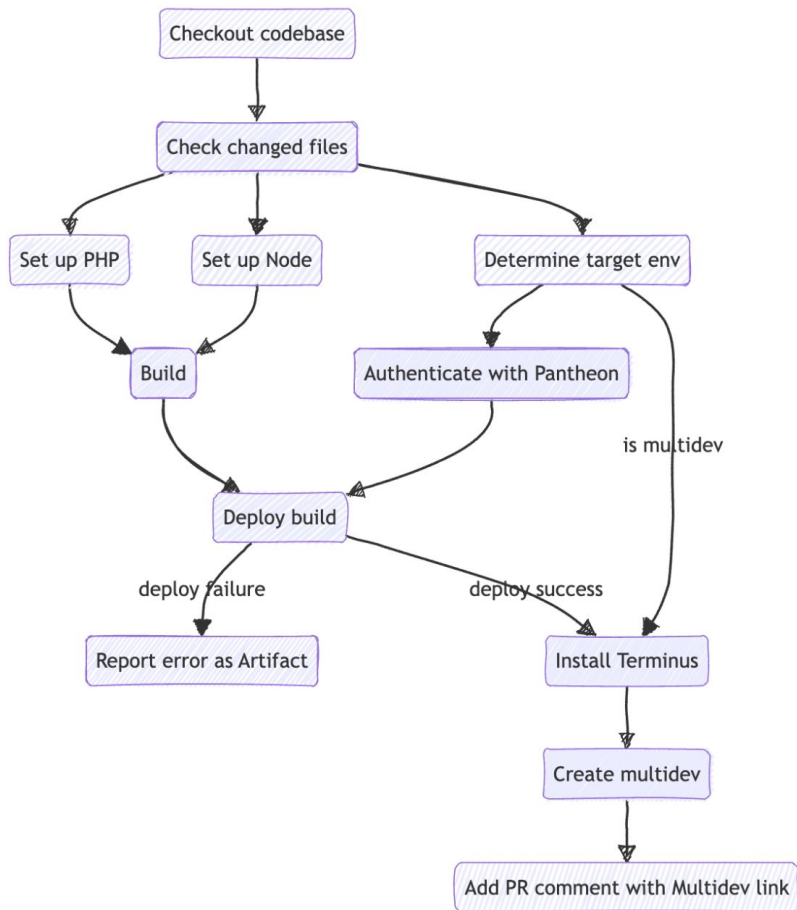 Checkout codebase
Check changed files
Set up PHP
Set up Node
Determine target env
Build
Authenticate with Pantheon
is multidev
Deploy build
deploy failure
deploy success
Report error as Artifact
Install Terminus
Create multidev
Add PR comment with Multidev link